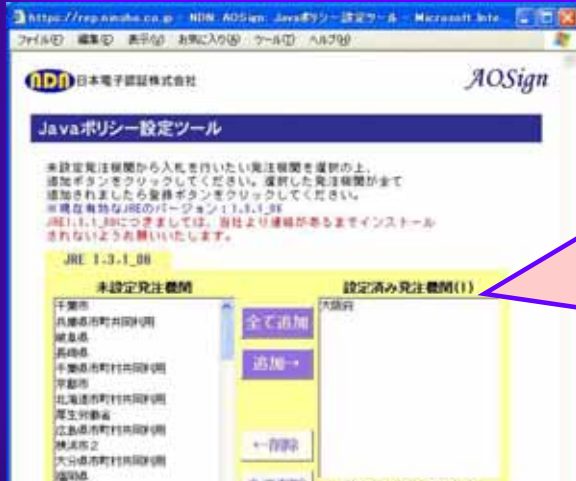 https://rep.ninsho.co.jp - NDN: AOSign: Javaポリシー設定ツール - Microsoft Inte
ファイル(F) 編集(E) 表示(V) お気に入り(A) ツール(T) ヘルプ(H)
NDN 日本電子認証株式会社
AOSign
Javaポリシー設定ツール
未設定発注機関から入札を行いたい発注機関を選択の上、
追加ボタンをクリックしてください。選択した発注機関が全て
追加されましたら登録ボタンをクリックしてください。
※現在有効なJREのバージョン:1.3.1_08
につきましては、当社より連絡があるまでインストール
されないようお願いいたします。
JRE 1.3.1_08
未設定発注機関
設定済み発注機関(1)
千葉市
大阪府
兵庫県市町共同利用
全て追加
岐阜県
長崎県
追加→
千葉県市町村共同利用
宇都市
北海道市町村共同利用
厚生労働省
広島県市町村共同利用
横浜市2
←削除
大分県市町村共同利用
福岡県